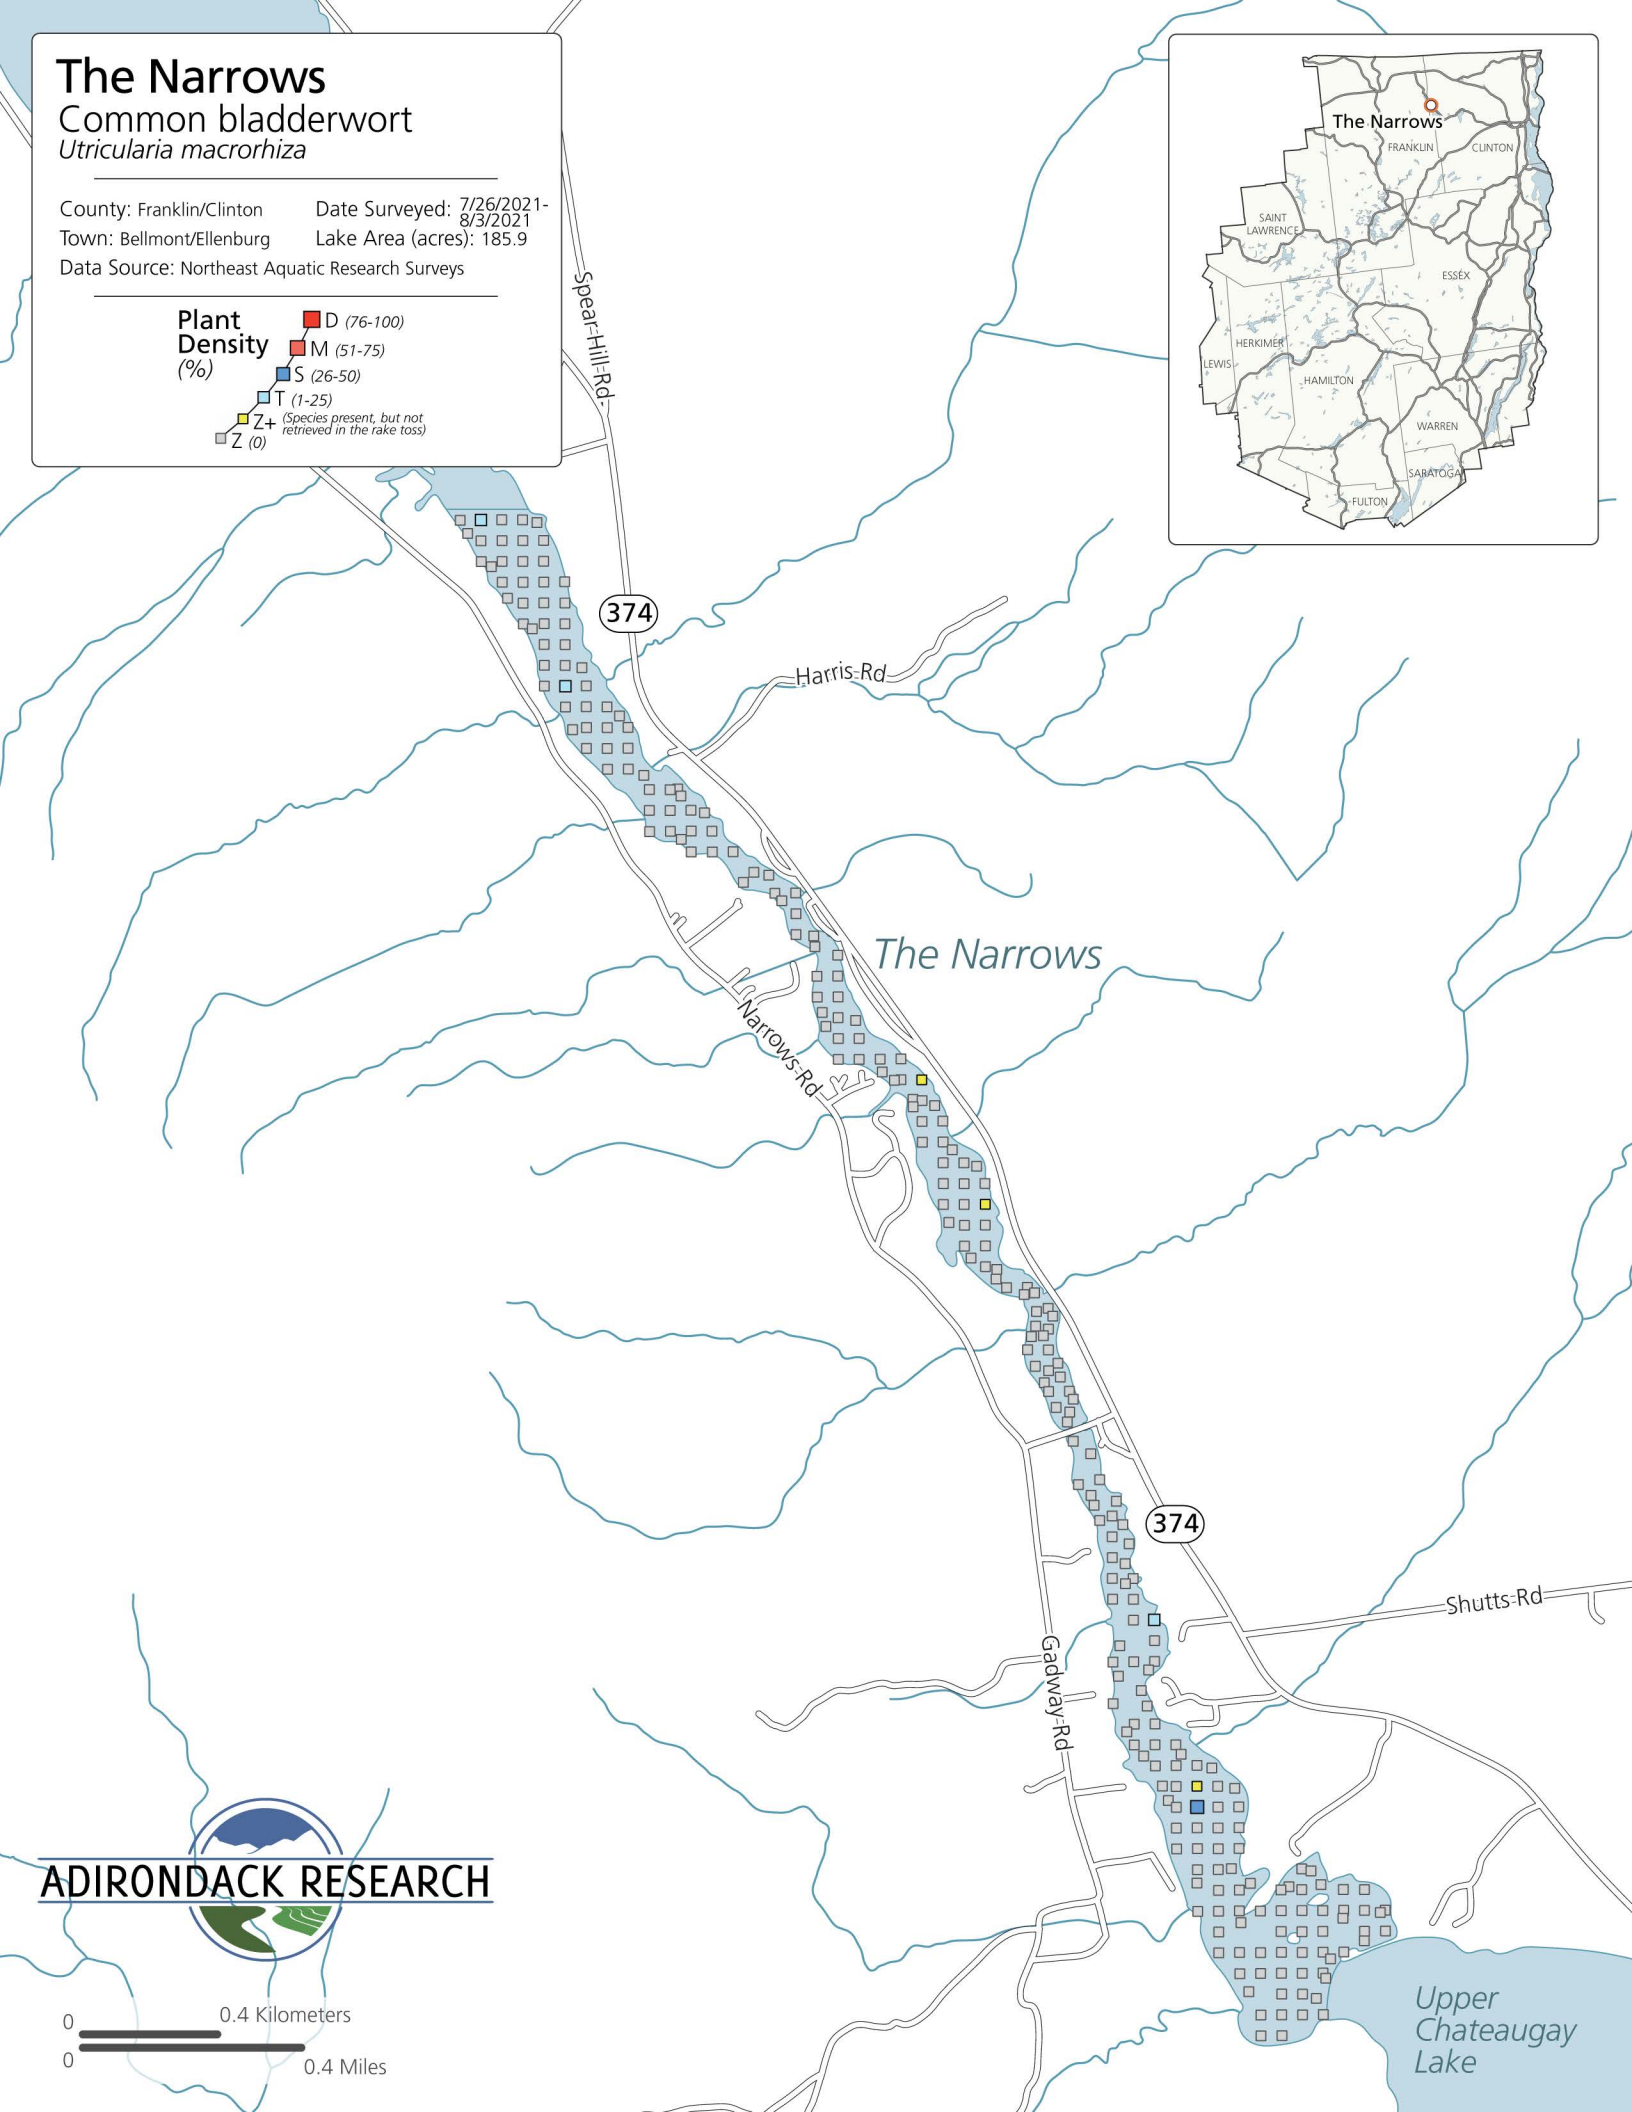 The Narrows
Common bladderwort
Utricularia macrorhiza
County: Franklin/Clinton
Date Surveyed: 7/26/2021-
8/3/2021
Town: Bellmont/Ellenburg
Lake Area (acres): 185.9
Data Source: Northeast Aquatic Research Surveys
Plant
Density
(%)
D (76-100)
M (51-75)
S (26-50)
T (1-25)
Z+ (Species present, but not
retrieved in the rake toss)
Z (0)
The Narrows
FRANKLIN
CLINTON
SAINT
LAWRENCE
ESSEX
HERKIMER
LEWIS
HAMILTON
WARREN
SARATOGA
FULTON
Spear-Hill-Rd
374
Harris-Rd
The Narrows
Narrows-Rd
374
Shutts-Rd
Gadway-Rd
ADIRONDACK RESEARCH
0
0.4 Kilometers
0
0.4 Miles
Upper
Chateaugay
Lake